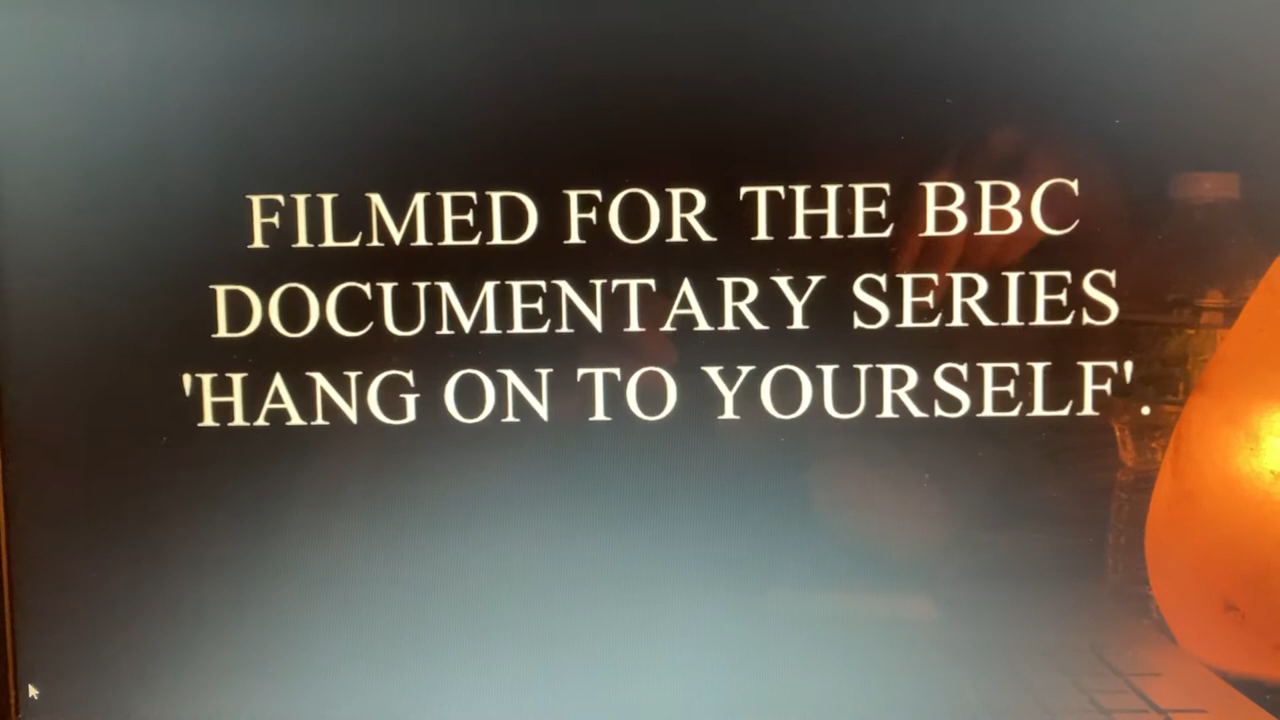 FILMED FOR THE BBC
DOCUMENTARY SERIES
'HANG ON TO YOURSELF'.